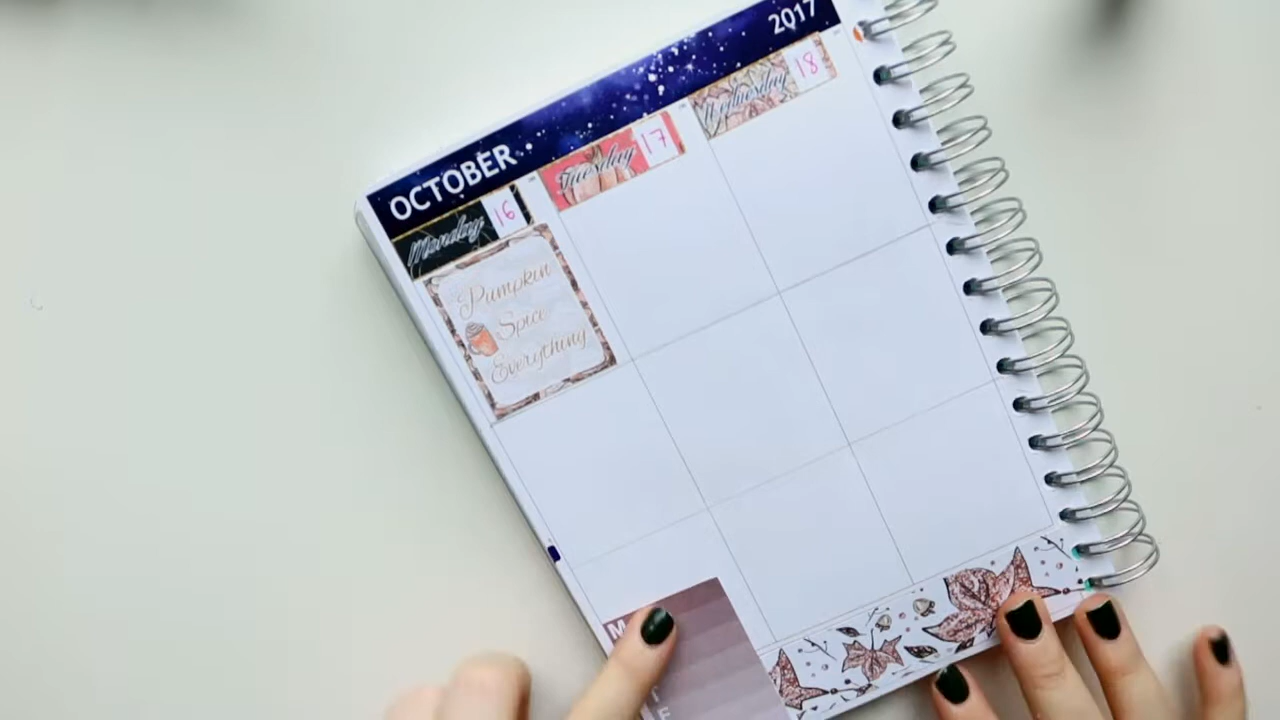 OCTOBER
2017
Monday 16
Tuesday 17
Wednesday 18
Pumpkin
Spice
Everything
M